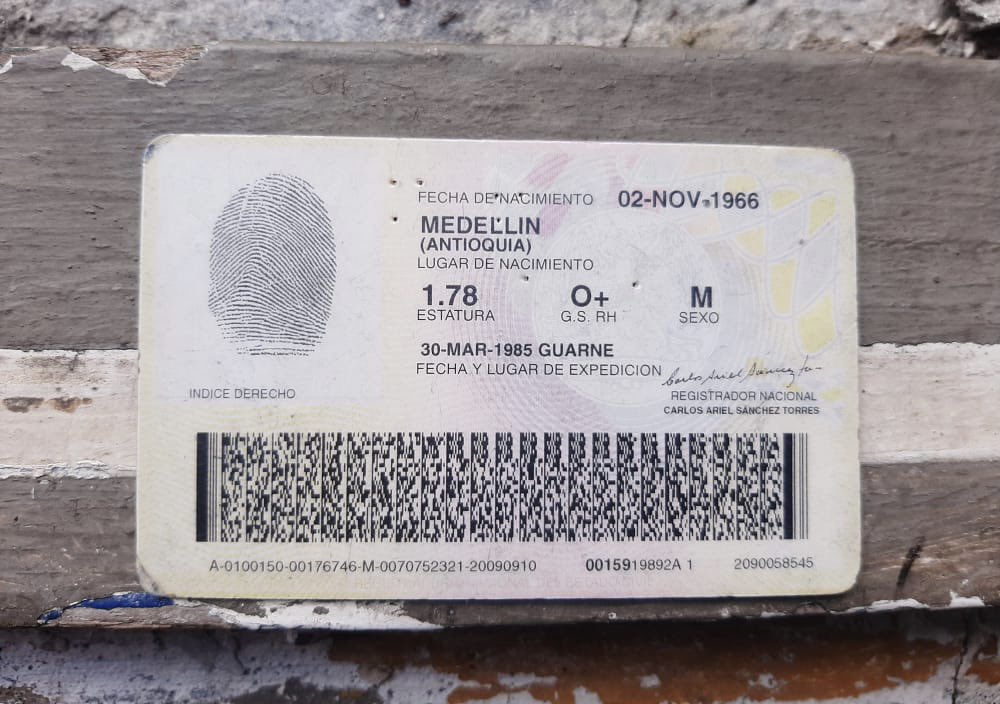 FECHA DE NACIMIENTO 02-NOV-1966
MEDELLIN
(ANTIOQUIA)
LUGAR DE NACIMIENTO
1.78 O+ M
ESTATURA G.S. RH SEXO
30-MAR-1985 GUARNE
FECHA Y LUGAR DE EXPEDICION
INDICE DERECHO
REGISTRADOR NACIONAL
CARLOS ARIEL SÁNCHEZ TORRES
A-0100150-00176746-M-0070752321-20090910 0015919892A 1 2090058545